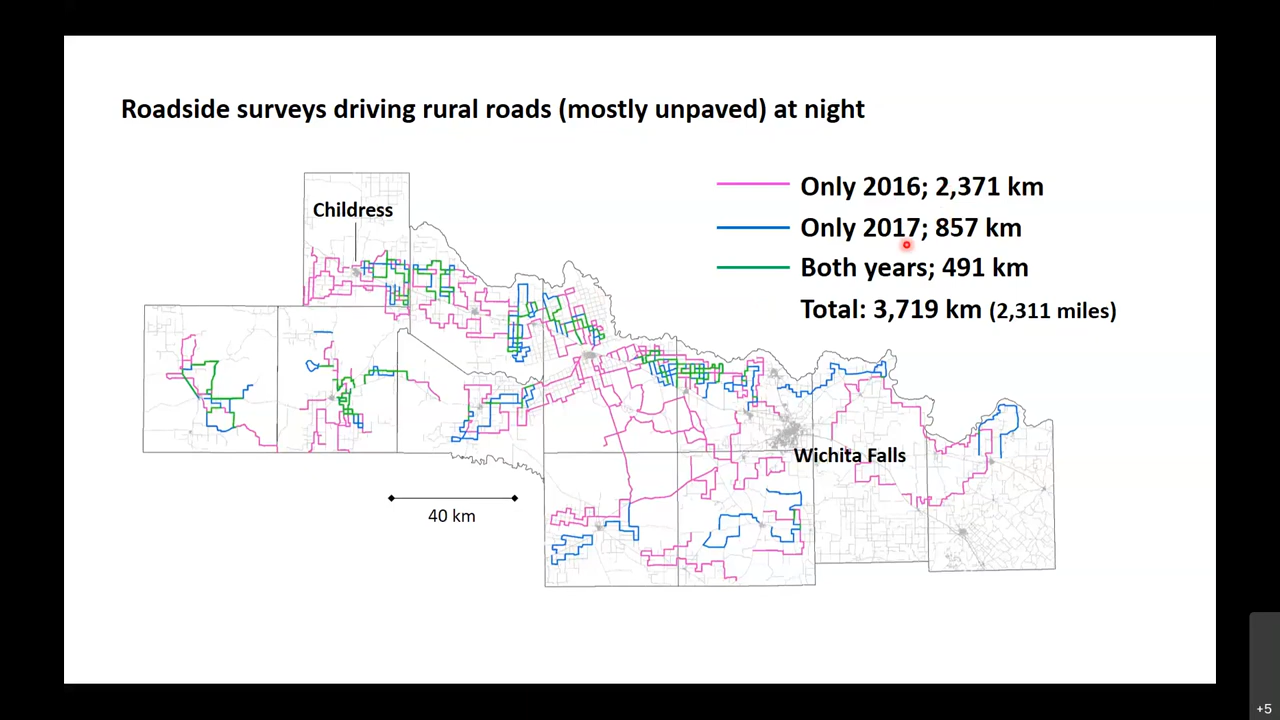 Roadside surveys driving rural roads (mostly unpaved) at night
Only 2016; 2,371 km
Only 2017; 857 km
Both years; 491 km
Total: 3,719 km (2,311 miles)
Childress
Wichita Falls
40 km
+5